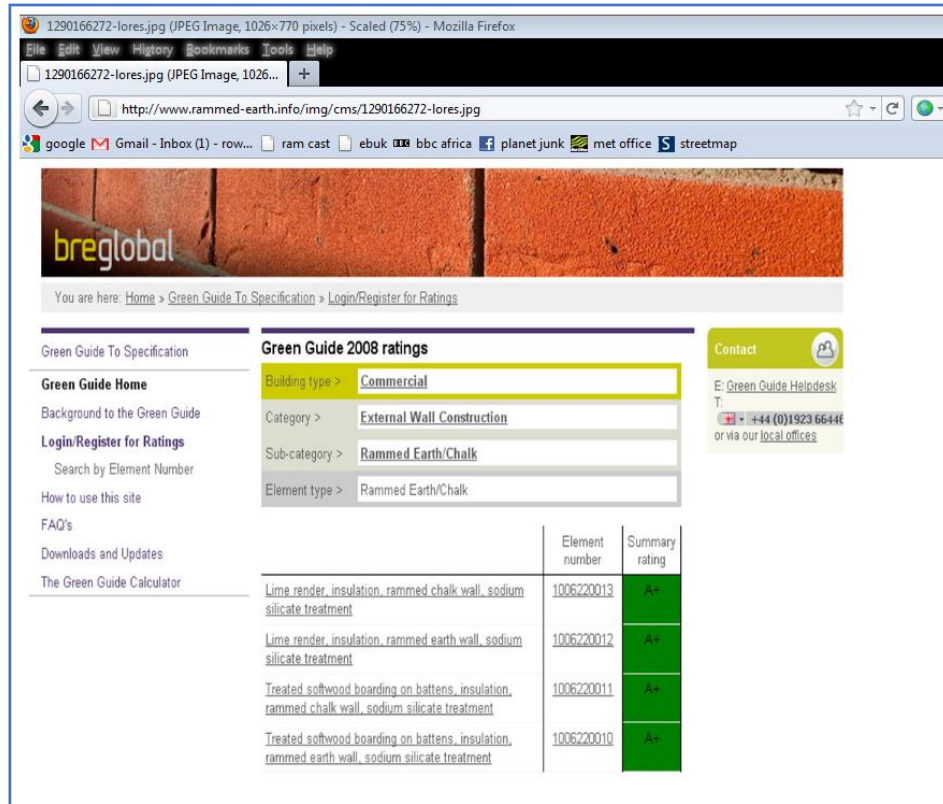 1290166272-lores.jpg (JPEG Image, 1026×770 pixels) - Scaled (75%) - Mozilla Firefox
File Edit View History Bookmarks Tools Help
1290166272-lores.jpg (JPEG Image, 1026... +
http://www.rammed-earth.info/img/cms/1290166272-lores.jpg
google Gmail - Inbox (1) - row... ram cast ebuk BBC bbc africa planet junk met office S streetmap
breglobal
You are here: Home » Green Guide To Specification » Login/Register for Ratings
Green Guide To Specification
Green Guide Home
Background to the Green Guide
Login/Register for Ratings
Search by Element Number
How to use this site
FAQ's
Downloads and Updates
The Green Guide Calculator
Green Guide 2008 ratings
Building type > Commercial
Category > External Wall Construction
Sub-category > Rammed Earth/Chalk
Element type > Rammed Earth/Chalk
Element Summary
number rating
Lime render, insulation, rammed chalk wall, sodium 1006220013 A+
silicate treatment
Lime render, insulation, rammed earth wall, sodium 1006220012 A+
silicate treatment
Treated softwood boarding on battens, insulation, 1006220011 A+
rammed chalk wall, sodium silicate treatment
Treated softwood boarding on battens, insulation, 1006220010 A+
rammed earth wall, sodium silicate treatment
Contact
E: Green Guide Helpdesk
T:
+44 (0)1923 6644
or via our local offices